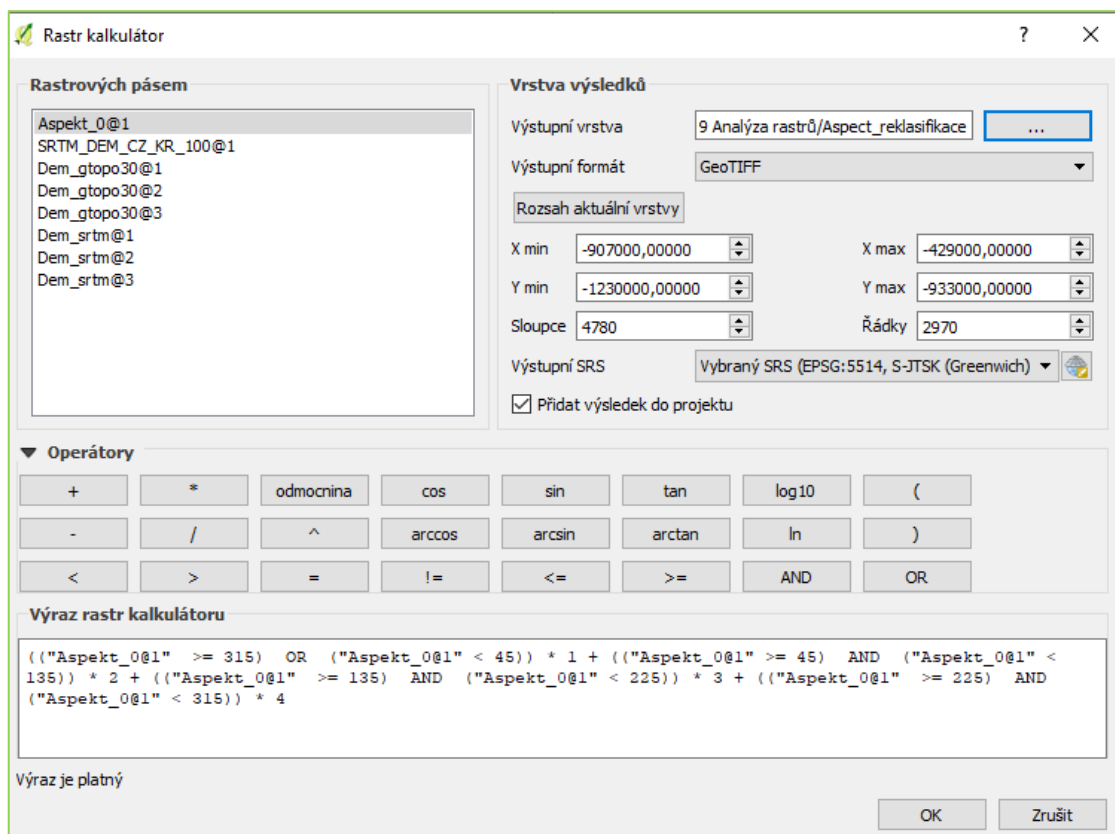 Rastr kalkulátor
?
Rastrových pásem
Aspekt_0@1
SRTM_DEM_CZ_KR_100@1
Dem_gtopo30@1
Dem_gtopo30@2
Dem_gtopo30@3
Dem_srtm@1
Dem_srtm@2
Dem_srtm@3
Vrstva výsledků
Výstupní vrstva 9 Analýza rastrů/Aspect_reklasifikace ...
Výstupní formát GeoTIFF
Rozsah aktuální vrstvy
X min -907000,00000 X max -429000,00000
Y min -1230000,00000 Y max -933000,00000
Sloupce 4780 Řádky 2970
Výstupní SRS Vybraný SRS (EPSG:5514, S-JTSK (Greenwich)
Přidat výsledek do projektu
Operátory
+ * odmocnina cos sin tan log10 (
- / ^ arccos arcsin arctan ln )
< > = != <= >= AND OR
Výraz rastr kalkulátoru
(("Aspekt_0@1" >= 315) OR ("Aspekt_0@1" < 45)) * 1 + (("Aspekt_0@1" >= 45) AND ("Aspekt_0@1" <
135)) * 2 + (("Aspekt_0@1" >= 135) AND ("Aspekt_0@1" < 225)) * 3 + (("Aspekt_0@1" >= 225) AND
("Aspekt_0@1" < 315)) * 4
Výraz je platný
OK Zrušit